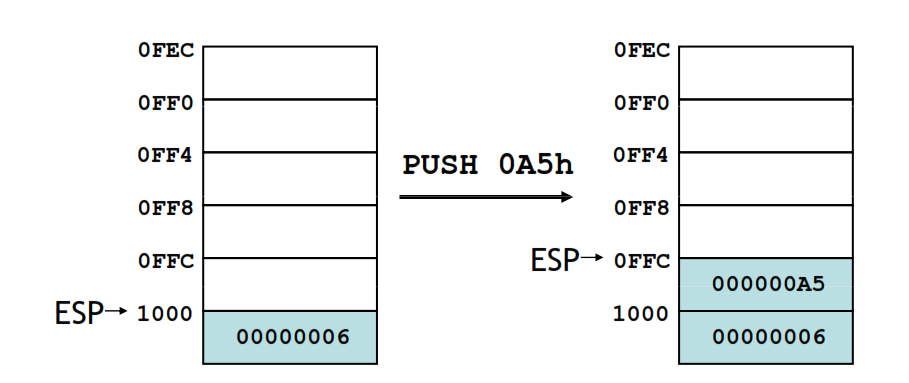 0FEC
0FF0
0FF4
0FF8
0FFC
ESP→ 1000
00000006
PUSH 0A5h
0FEC
0FF0
0FF4
0FF8
ESP→ 0FFC
000000A5
1000
00000006